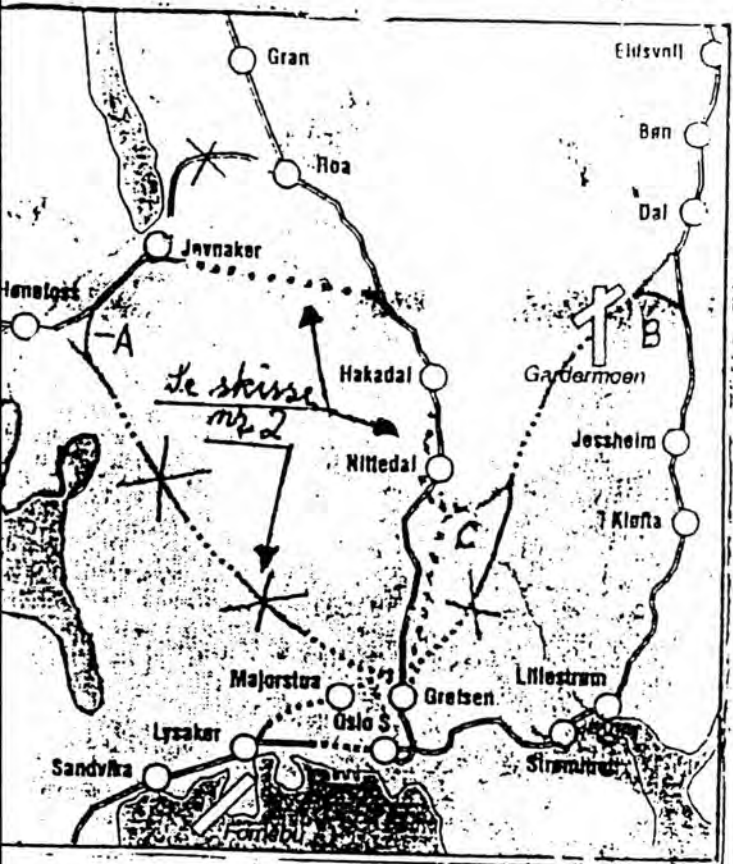 Gran
Eidsvoll
Bøn
Roa
Dal
Jevnaker
Hønefoss
A
B
Gardermoen
Hakadal
Se skisse
nr. 2
Jessheim
Nittedal
Kløfta
C
Majorstua
Grefsen
Lillestrøm
Oslo S
Lysaker
Strømmen
Sandvika
Fornebu